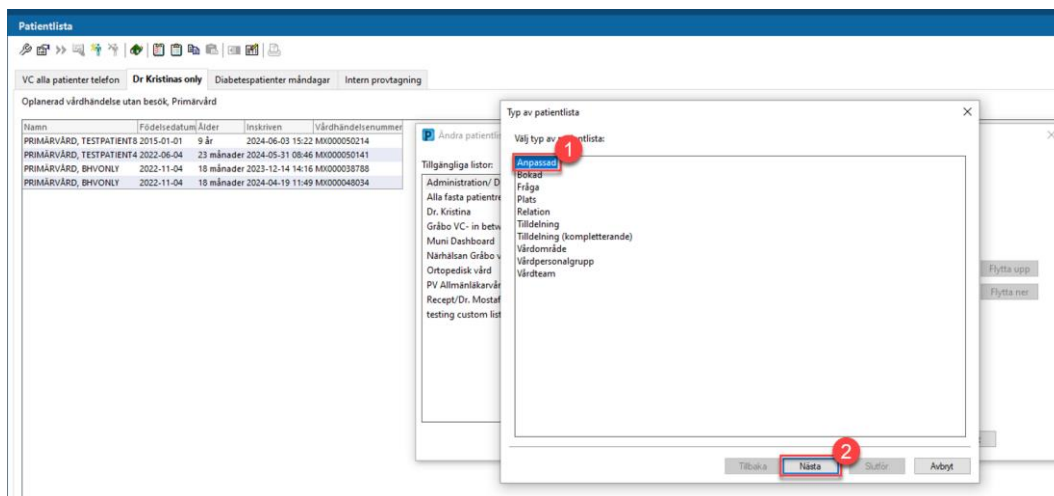 Patientlista
VC alla patienter telefon Dr Kristinas only Diabetespatienter måndagar Intern provtagning
Oplanerad vårdhändelse utan besök, Primärvård
Namn Födelsedatum Ålder Inskriven Vårdhändelsenummer
PRIMÄRVÅRD, TESTPATIENT8 2015-01-01 9 år 2024-06-03 15:22 MX000050214
PRIMÄRVÅRD, TESTPATIENT4 2022-06-04 23 månader 2024-05-31 08:46 MX000050141
PRIMÄRVÅRD, BHVONLY 2022-11-04 18 månader 2023-12-14 14:16 MX000038788
PRIMÄRVÅRD, BHVONLY 2022-11-04 18 månader 2024-04-19 11:49 MX000048034
Ändra patientlis
Tillgängliga listor:
Administration/ D
Alla fasta patientre
Dr. Kristina
Gråbo VC- in betw
Muni Dashboard
Närhälsan Gråbo v
Ortopedisk vård
PV Allmänläkarvår
Recept/Dr. Mostaf
testing custom list
Flytta upp
Flytta ner
Typ av patientlista
Välj typ av patientlista:
1
Anpassad
Bokad
Fråga
Plats
Relation
Tilldelning
Tilldelning (kompletterande)
Vårdområde
Vårdpersonalgrupp
Vårdteam
2
Tillbaka Nästa Slutför Avbryt